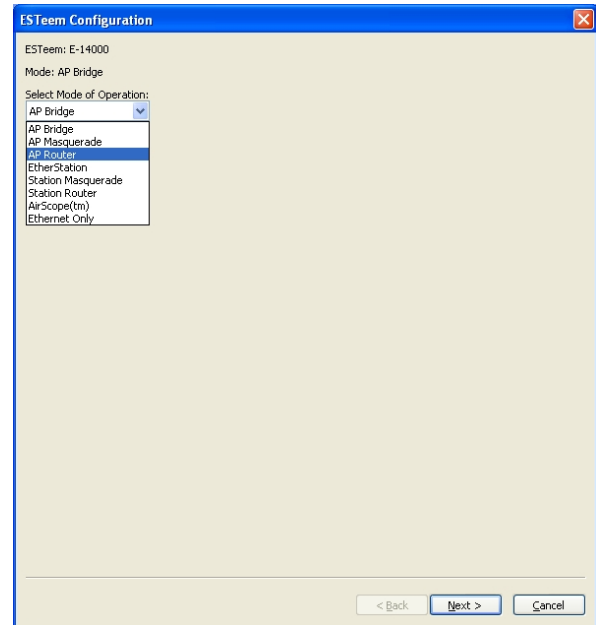 ESTeem Configuration
ESTeem: E-14000
Mode: AP Bridge
Select Mode of Operation:
AP Bridge
AP Bridge
AP Masquerade
AP Router
EtherStation
Station Masquerade
Station Router
AirScope(tm)
Ethernet Only
< Back Next > Cancel